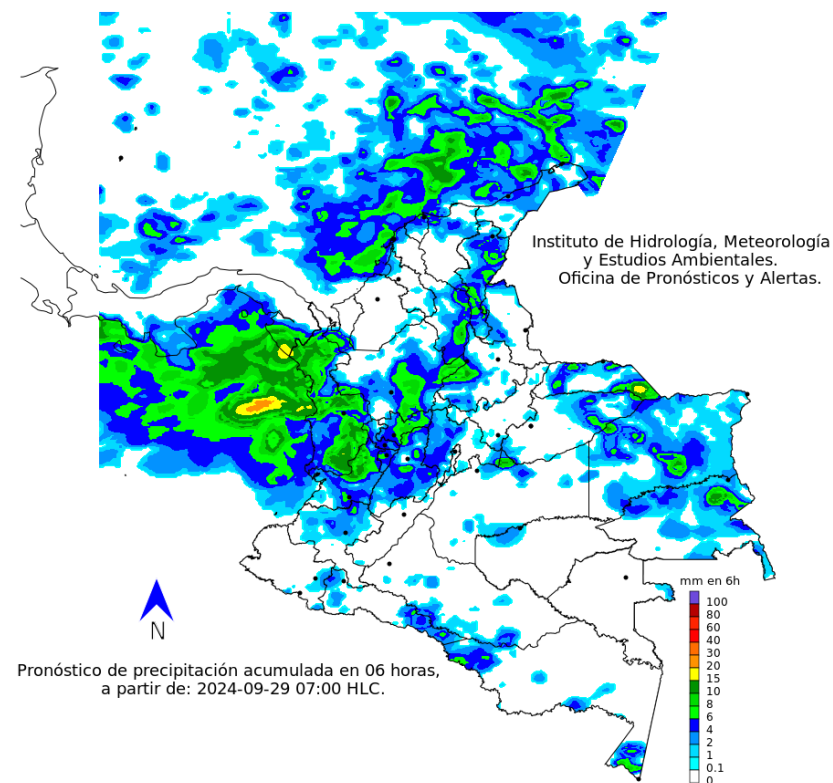 Instituto de Hidrología, Meteorología
y Estudios Ambientales.
Oficina de Pronósticos y Alertas.
mm en 6h
100
80
60
40
30
20
15
10
8
6
4
2
1
0.1
0
N
Pronóstico de precipitación acumulada en 06 horas,
a partir de: 2024-09-29 07:00 HLC.